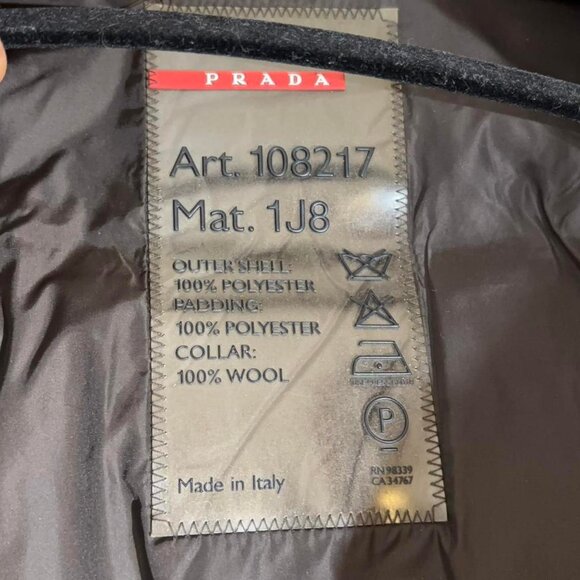 PRADA
Art. 108217
Mat. 1J8
OUTER SHELL:
100% POLYESTER
PADDING:
100% POLYESTER
COLLAR:
100% WOOL
P
Made in Italy
RN 98339
CA 34767